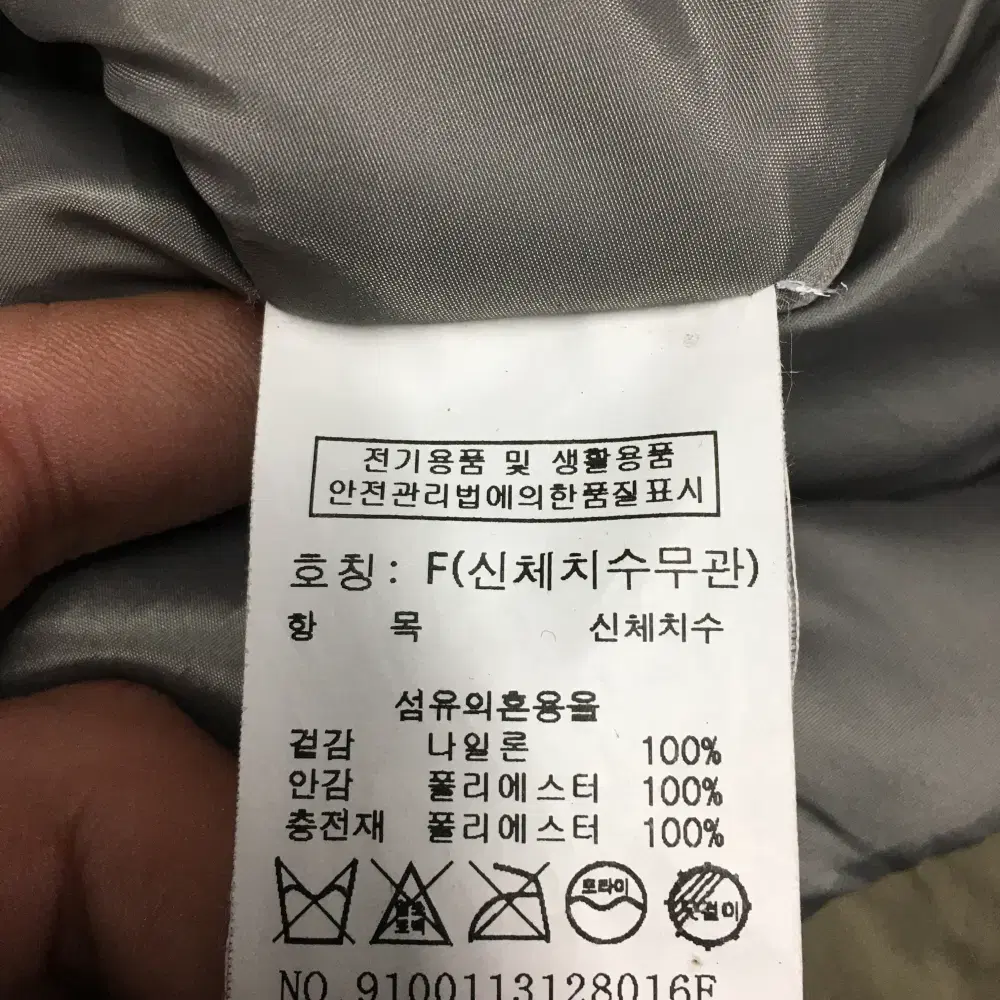 전기용품 및 생활용품
안전관리법에의한품질표시
호칭: F(신체치수무관)
항 목 신체치수
섬유의혼용율
겉감 나일론 100%
안감 폴리에스터 100%
충전재 폴리에스터 100%
드라이
옷걸이
NO.9100113128016F